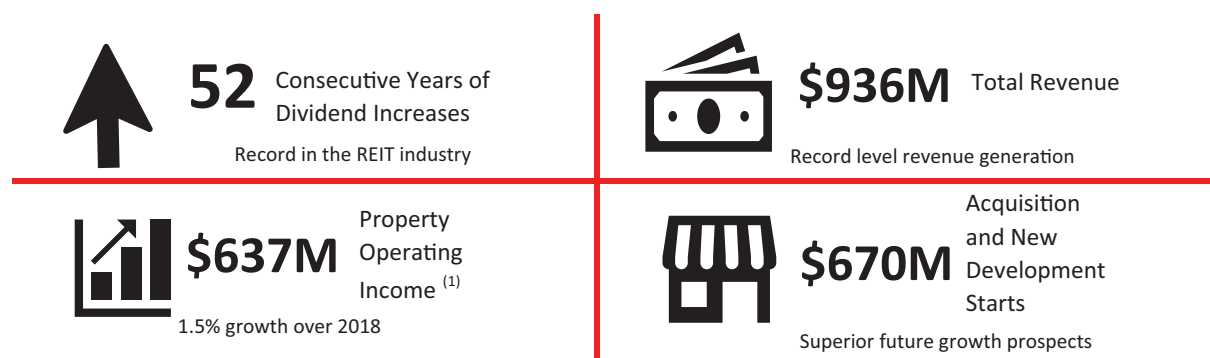 52
Consecutive Years of
Dividend Increases
Record in the REIT industry
$936M
Total Revenue
Record level revenue generation
$637M
Property
Operating
Income (1)
1.5% growth over 2018
$670M
Acquisition
and New
Development
Starts
Superior future growth prospects